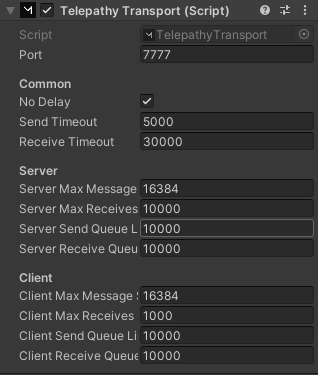 Telepathy Transport (Script)
Script TelepathyTransport
Port 7777
Common
No Delay
Send Timeout 5000
Receive Timeout 30000
Server
Server Max Message 16384
Server Max Receives 10000
Server Send Queue L 10000
Server Receive Queu 10000
Client
Client Max Message S 16384
Client Max Receives 1000
Client Send Queue Li 10000
Client Receive Queue 10000